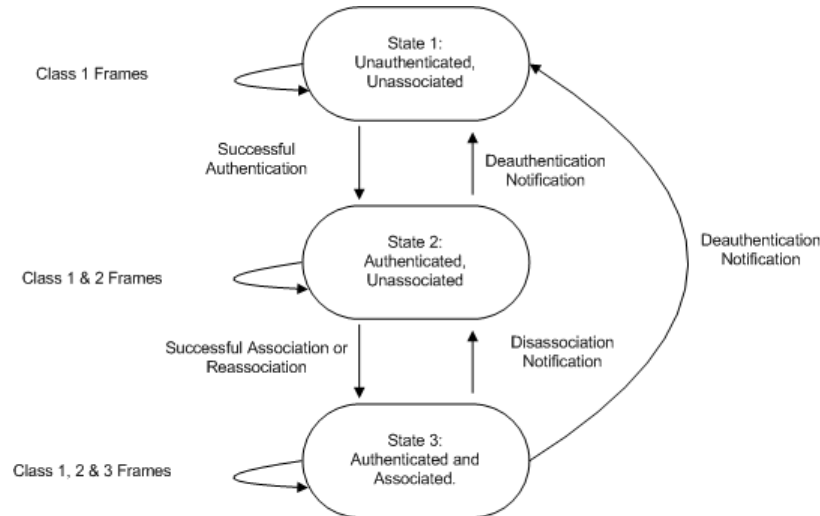 State 1:
Unauthenticated,
Unassociated
Class 1 Frames
Successful
Authentication
Deauthentication
Notification
State 2:
Authenticated,
Unassociated
Class 1 & 2 Frames
Deauthentication
Notification
Successful Association or
Reassociation
Disassociation
Notification
State 3:
Authenticated and
Associated.
Class 1, 2 & 3 Frames